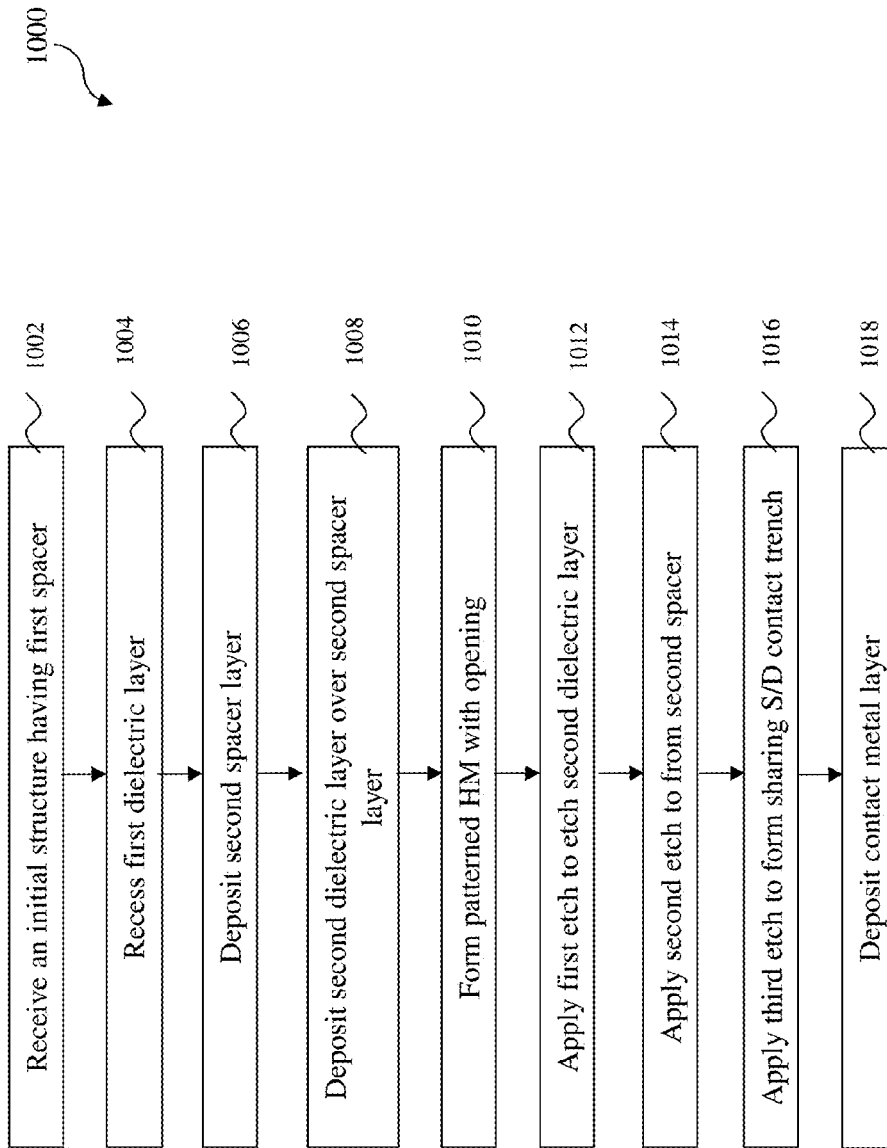 1000
Receive an initial structure having first spacer
1002
Recess first dielectric layer
1004
Deposit second spacer layer
1006
Deposit second dielectric layer over second spacer
layer
1008
Form patterned HM with opening
1010
Apply first etch to etch second dielectric layer
1012
Apply second etch to from second spacer
1014
Apply third etch to form sharing S/D contact trench
1016
Deposit contact metal layer
1018